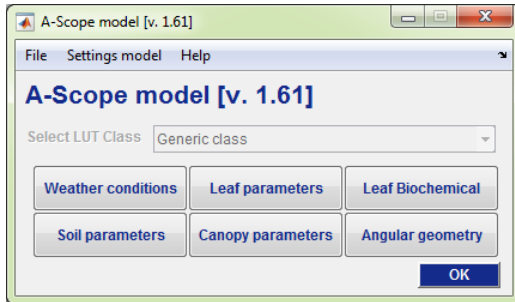 A-Scope model [v. 1.61]
File Settings model Help
A-Scope model [v. 1.61]
Select LUT Class Generic class
Weather conditions Leaf parameters Leaf Biochemical
Soil parameters Canopy parameters Angular geometry
OK